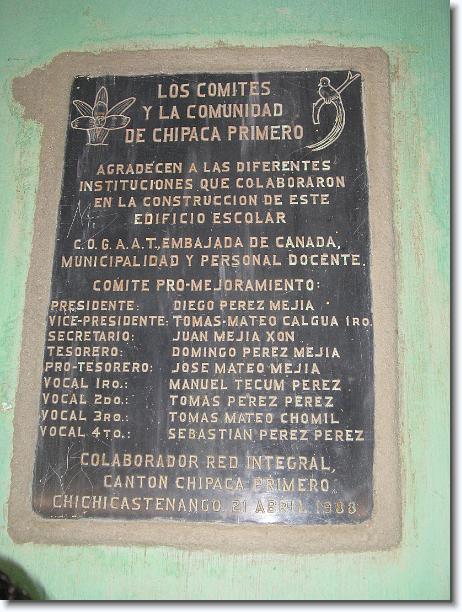 LOS COMITES
Y LA COMUNIDAD
DE CHIPACA PRIMERO
AGRADECEN A LAS DIFERENTES
INSTITUCIONES QUE COLABORARON
EN LA CONSTRUCCION DE ESTE
EDIFICIO ESCOLAR
C.O.G.A.A.T., EMBAJADA DE CANADA,
MUNICIPALIDAD Y PERSONAL DOCENTE.
COMITE PRO-MEJORAMIENTO:
PRESIDENTE: DIEGO PEREZ MEJIA
VICE-PRESIDENTE: TOMAS MATEO CALGUA 1RO.
SECRETARIO: JUAN MEJIA XON
TESORERO: DOMINGO PEREZ MEJIA
PRO-TESORERO: JOSE MATEO MEJIA
VOCAL 1RO.: MANUEL TECUM PEREZ
VOCAL 2DO.: TOMAS PEREZ PEREZ
VOCAL 3RO.: TOMAS MATEO CHOMIL
VOCAL 4TO.: SEBASTIAN PEREZ PEREZ
COLABORADOR RED INTEGRAL,
CANTON CHIPACA PRIMERO
CHICHICASTENANGO, 21 ABRIL 1988